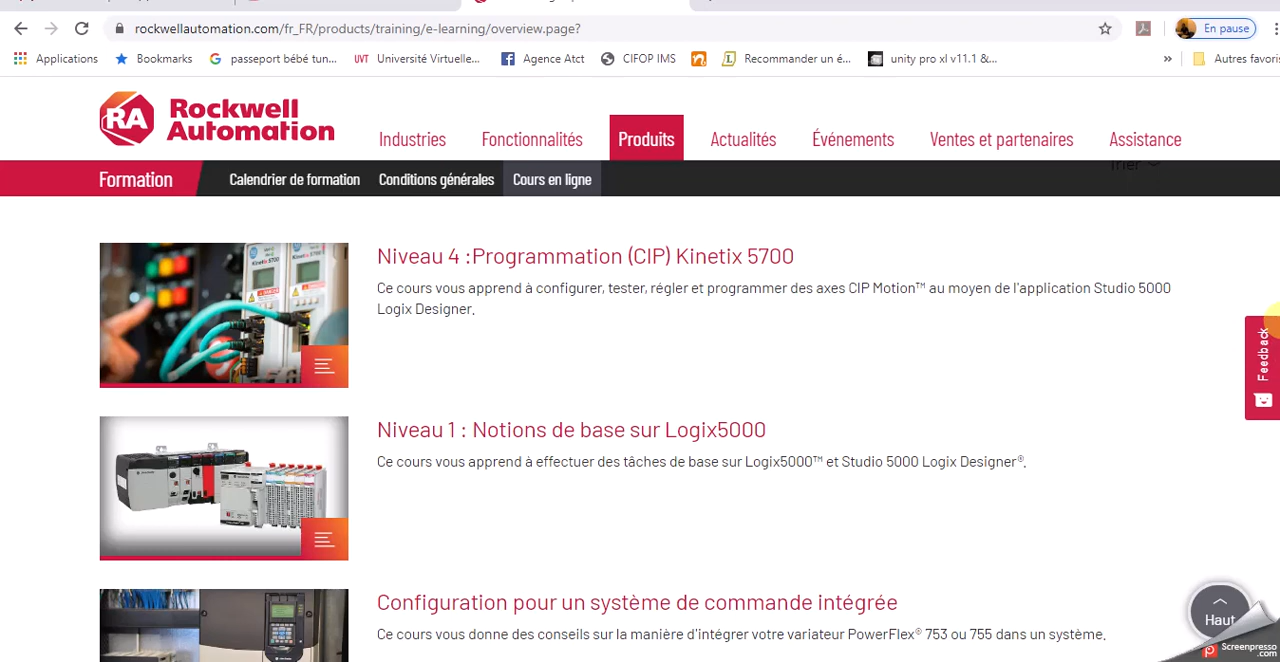 rockwellautomation.com/fr_FR/products/training/e-learning/overview.page?
En pause
Applications
Bookmarks
passeport bébé tun...
UVT Université Virtuelle...
Agence Atct
CIFOP IMS
Recommander un é...
unity pro xl v11.1 &...
»
Autres favoris
RA Rockwell
Automation
Industries
Fonctionnalités
Produits
Actualités
Événements
Ventes et partenaires
Assistance
Trier
Formation
Calendrier de formation
Conditions générales
Cours en ligne
Niveau 4 :Programmation (CIP) Kinetix 5700
Ce cours vous apprend à configurer, tester, régler et programmer des axes CIP Motion™ au moyen de l'application Studio 5000
Logix Designer.
Feedback
Niveau 1 : Notions de base sur Logix5000
Ce cours vous apprend à effectuer des tâches de base sur Logix5000™ et Studio 5000 Logix Designer®.
Configuration pour un système de commande intégrée
Ce cours vous donne des conseils sur la manière d'intégrer votre variateur PowerFlex® 753 ou 755 dans un système.
Haut
Screenpresso
.com